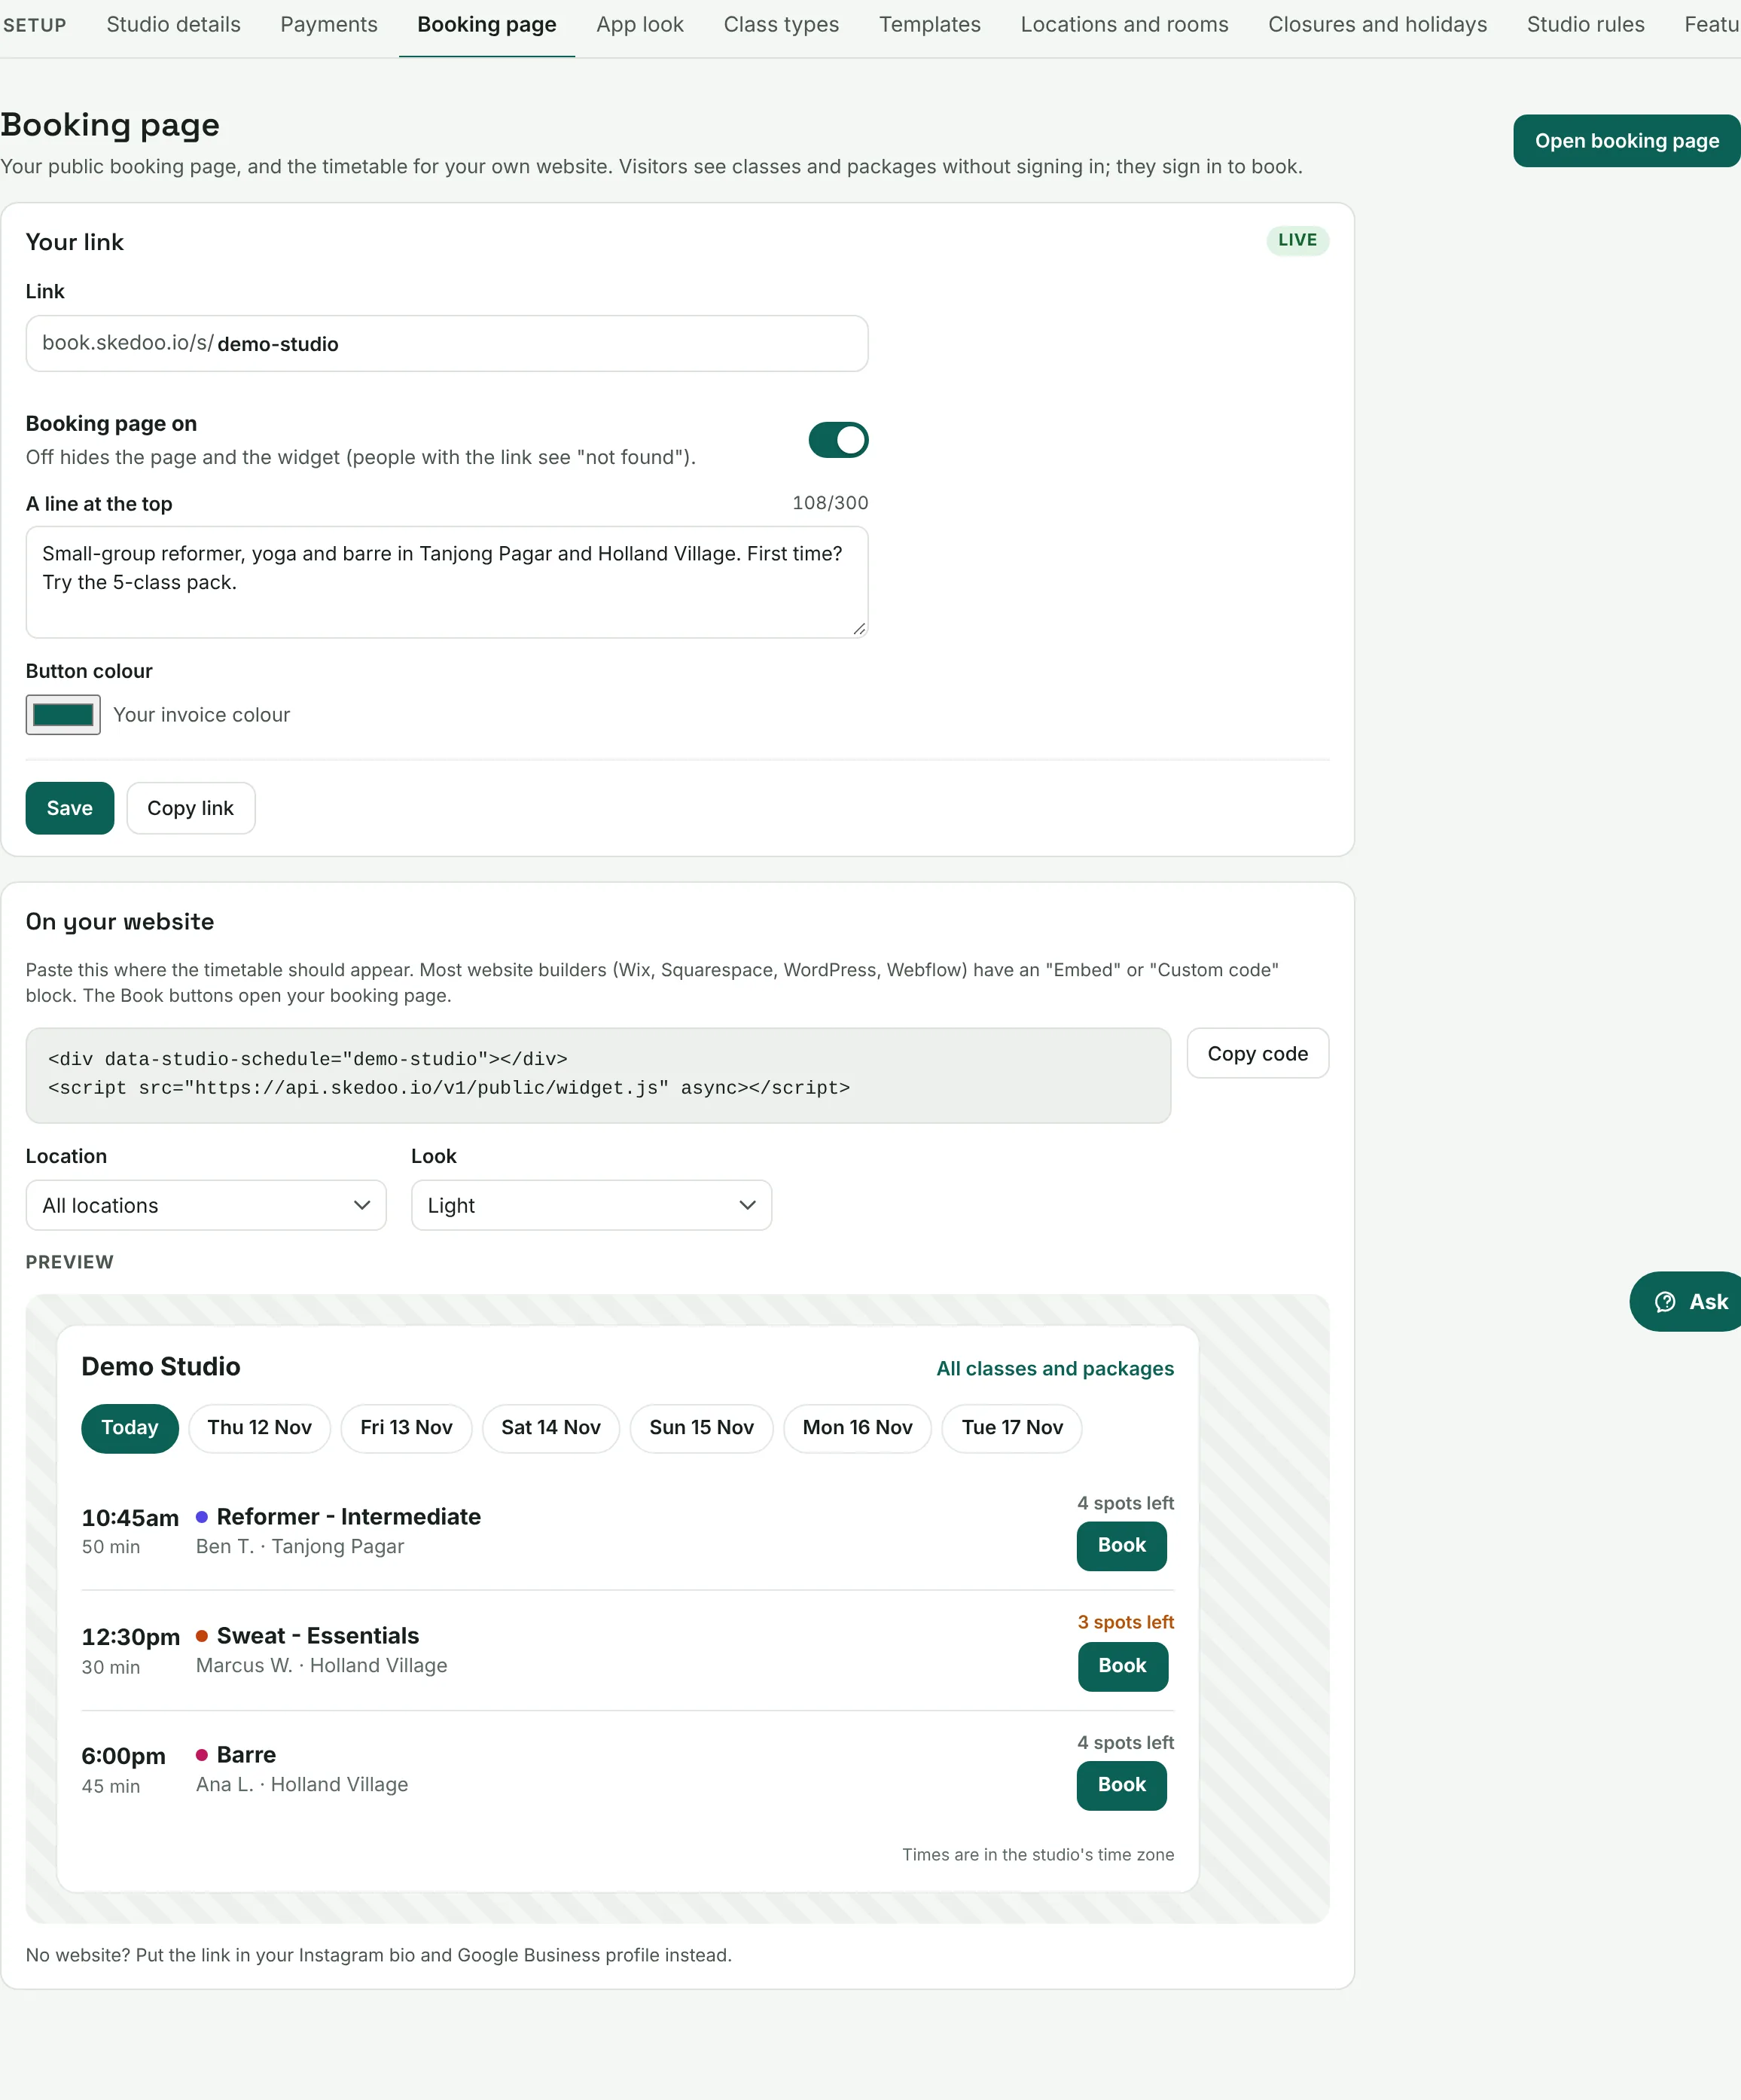 SETUP Studio details Payments Booking page App look Class types Templates Locations and rooms Closures and holidays Studio rules Featu
Booking page
Open booking page
Your public booking page, and the timetable for your own website. Visitors see classes and packages without signing in; they sign in to book.
Your link
LIVE
Link
book.skedoo.io/s/demo-studio
Booking page on
Off hides the page and the widget (people with the link see "not found").
A line at the top
108/300
Small-group reformer, yoga and barre in Tanjong Pagar and Holland Village. First time?
Try the 5-class pack.
Button colour
Your invoice colour
Save Copy link
On your website
Paste this where the timetable should appear. Most website builders (Wix, Squarespace, WordPress, Webflow) have an "Embed" or "Custom code"
block. The Book buttons open your booking page.
<div data-studio-schedule="demo-studio"></div>
<script src="https://api.skedoo.io/v1/public/widget.js" async></script>
Copy code
Location Look
All locations Light
PREVIEW
Ask
Demo Studio
All classes and packages
Today Thu 12 Nov Fri 13 Nov Sat 14 Nov Sun 15 Nov Mon 16 Nov Tue 17 Nov
4 spots left
10:45am Reformer - Intermediate
50 min Ben T. · Tanjong Pagar
Book
3 spots left
12:30pm Sweat - Essentials
30 min Marcus W. · Holland Village
Book
4 spots left
6:00pm Barre
45 min Ana L. · Holland Village
Book
Times are in the studio's time zone
No website? Put the link in your Instagram bio and Google Business profile instead.